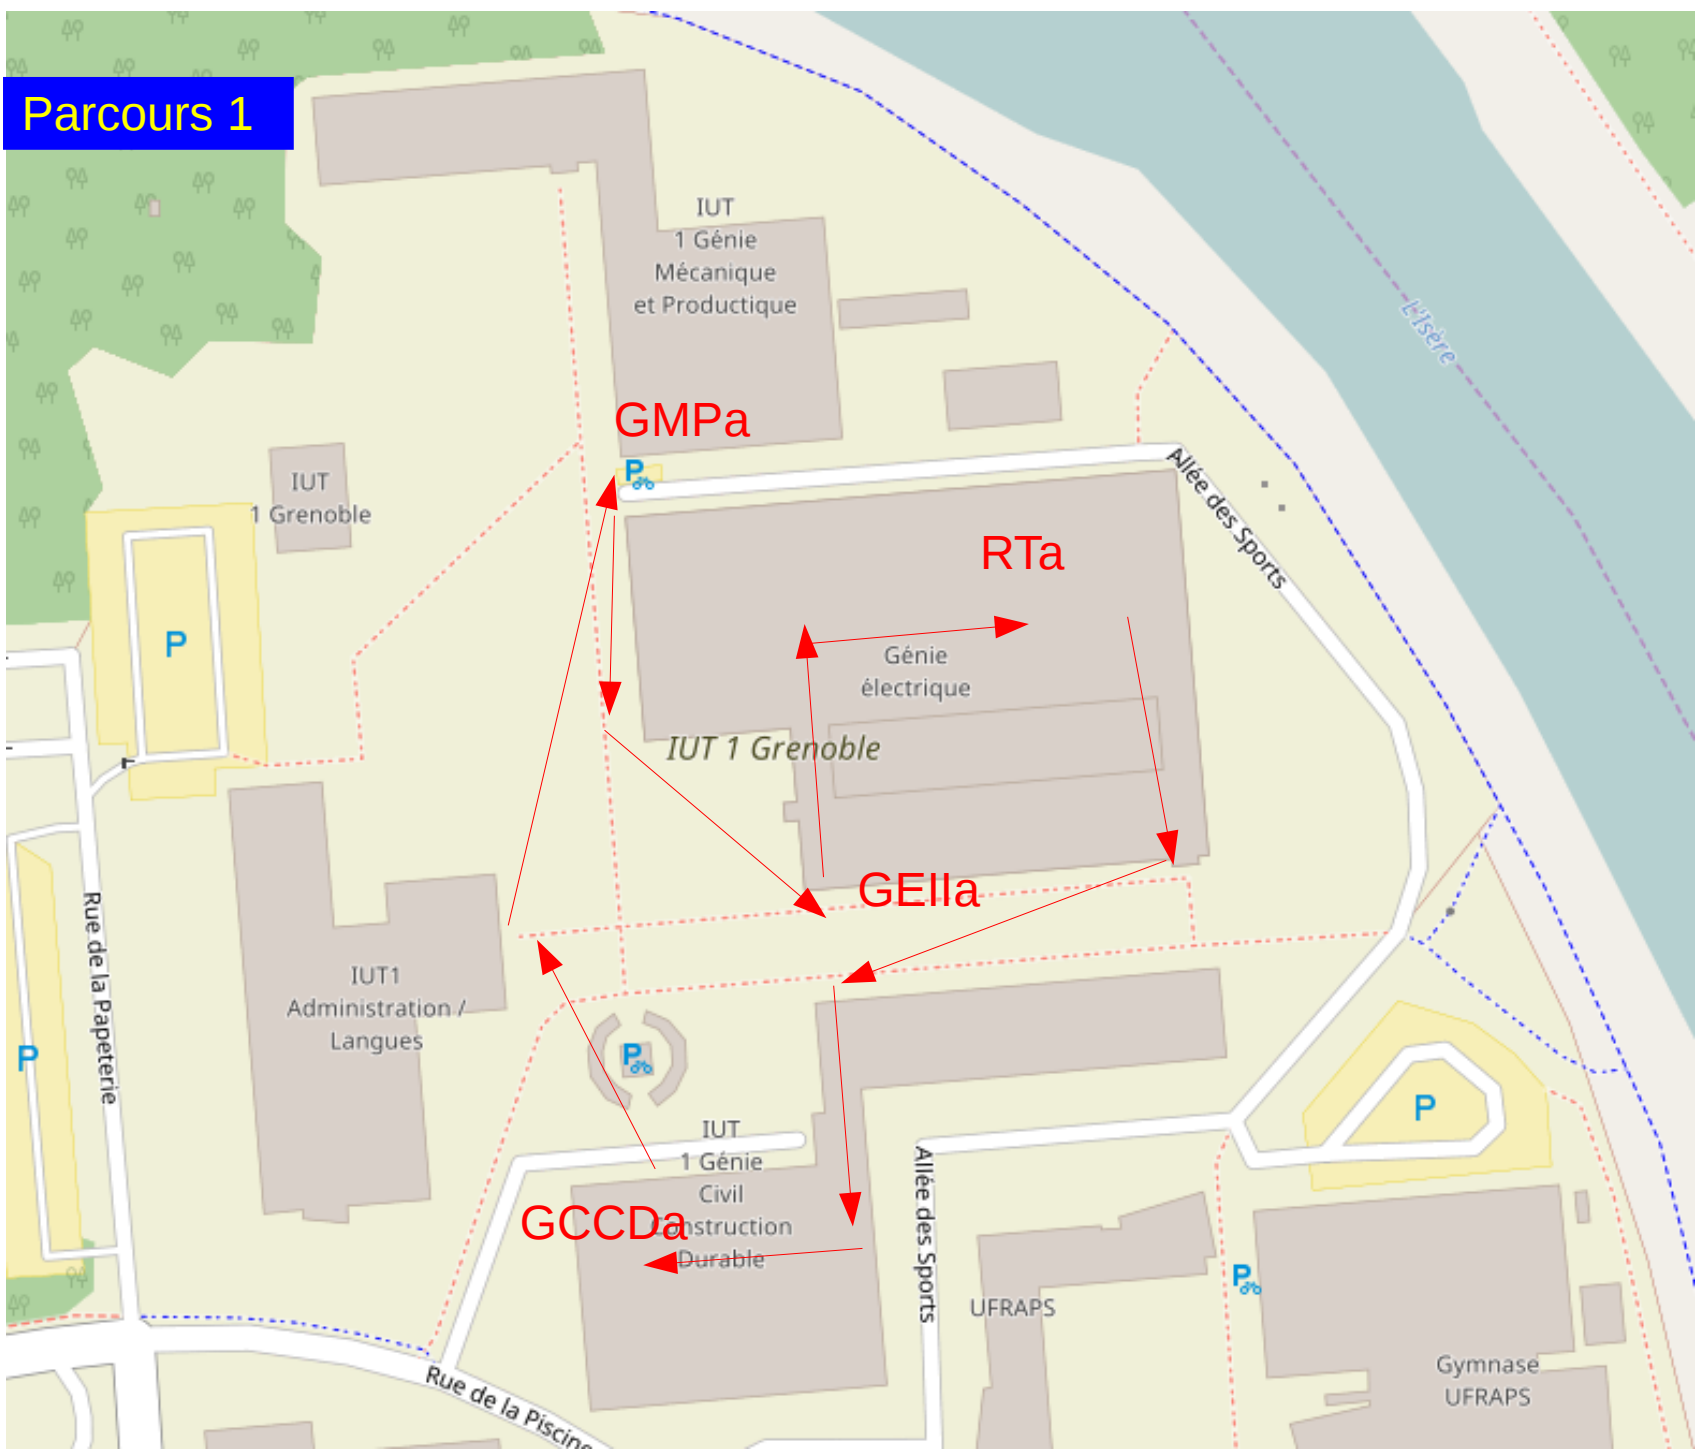 Parcours 1
IUT
1 Génie
Mécanique
et Productique
L'Isère
GMPa
P
IUT
1 Grenoble
Allée des Sports
RTa
P
Génie
électrique
IUT 1 Grenoble
GEIIa
Rue de la Papeterie
IUT1
Administration /
Langues
P
P
P
IUT
1 Génie
Civil
Construction
Durable
GCCDa
Allée des Sports
P
UFRAPS
Gymnase
UFRAPS
Rue de la Piscine